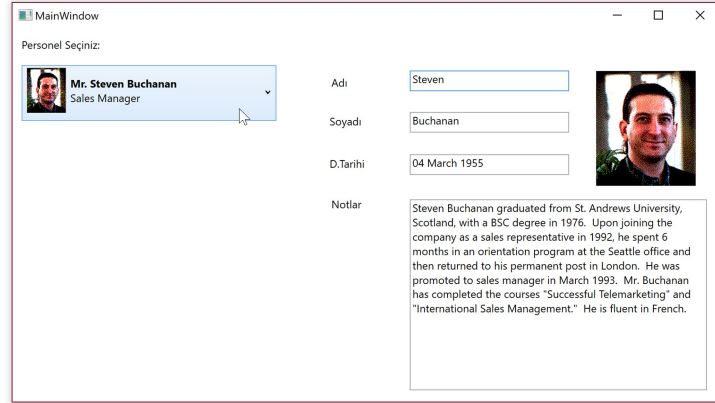 MainWindow
Personel Seçiniz:
Mr. Steven Buchanan
Sales Manager
Adı
Steven
Soyadı
Buchanan
D.Tarihi
04 March 1955
Notlar
Steven Buchanan graduated from St. Andrews University,
Scotland, with a BSC degree in 1976.  Upon joining the
company as a sales representative in 1992, he spent 6
months in an orientation program at the Seattle office and
then returned to his permanent post in London.  He was
promoted to sales manager in March 1993.  Mr. Buchanan
has completed the courses "Successful Telemarketing" and
"International Sales Management."  He is fluent in French.